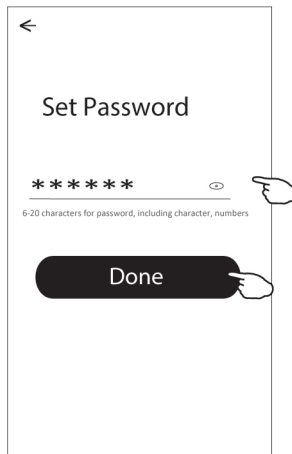 Set Password
******
6-20 characters for password, including character, numbers
Done